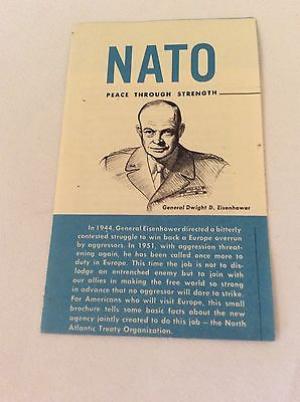 NATO
PEACE THROUGH STRENGTH
General Dwight D. Eisenhower
In 1944, General Eisenhower directed a bitterly
contested struggle to win back a Europe overrun
by aggressors. In 1951, with aggression threat-
ening again, he has been called once more to
duty in Europe. This time the job is not to dis-
lodge an entrenched enemy but to join with
our allies in making the free world so strong
in advance that no aggressor will dare to strike.
For Americans who will visit Europe, this small
brochure tells some basic facts about the new
agency jointly created to do this job — the North
Atlantic Treaty Organization.